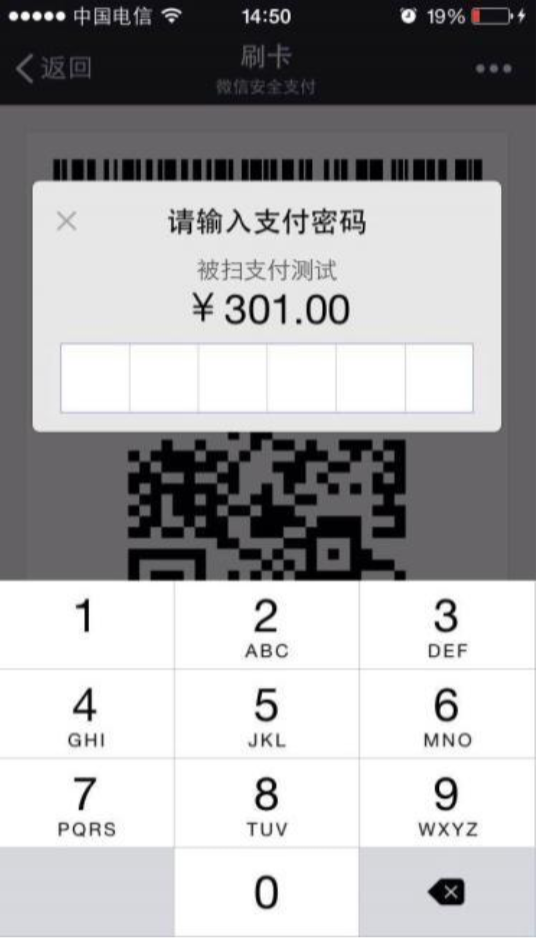 中国电信 14:50 19%
返回 刷卡
微信安全支付
请输入支付密码
被扫支付测试
¥301.00
1 2 3
ABC DEF
4 5 6
GHI JKL MNO
7 8 9
PQRS TUV WXYZ
0